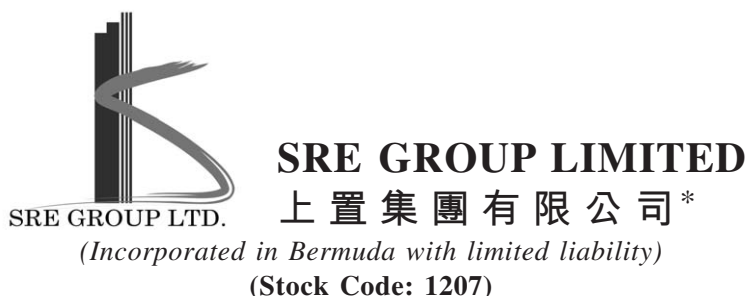 SRE GROUP LTD.
SRE GROUP LIMITED
上置集團有限公司*
(Incorporated in Bermuda with limited liability)
(Stock Code: 1207)